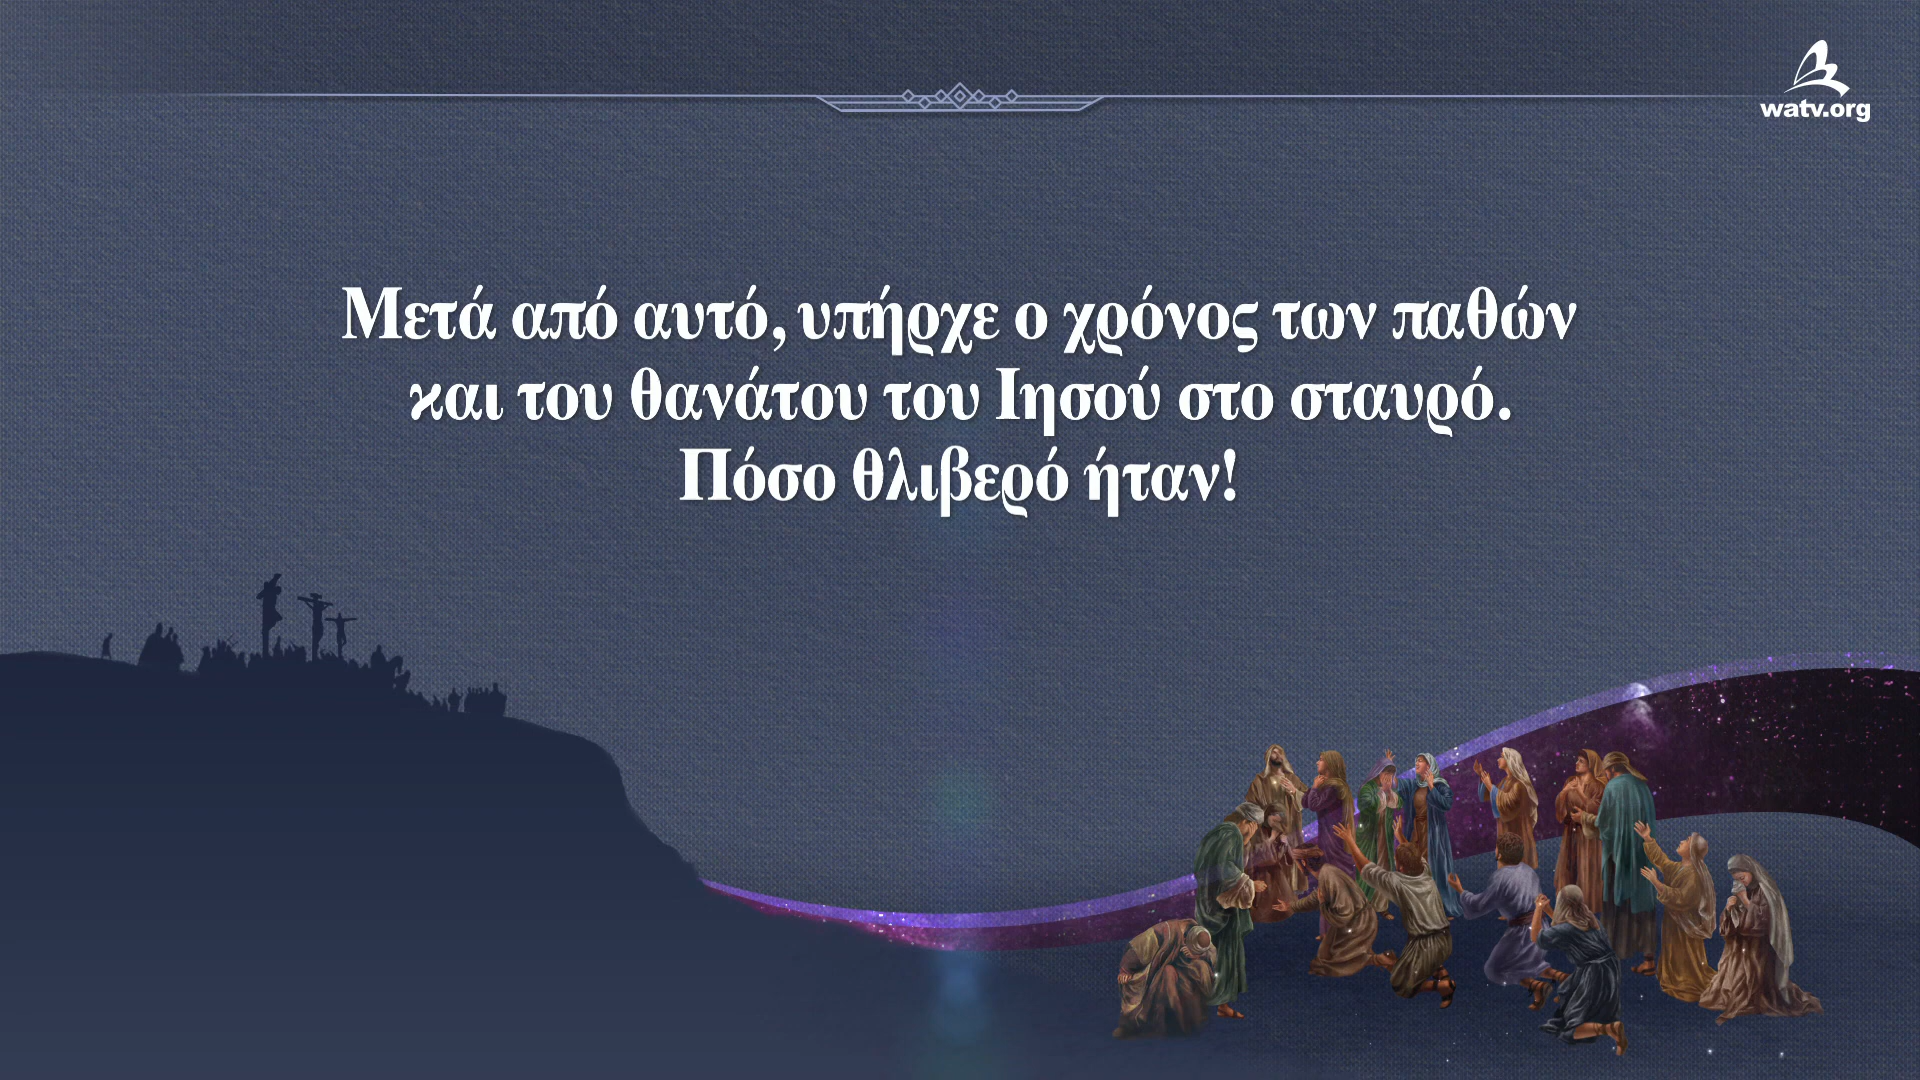 watv.org
Μετά από αυτό, υπήρχε ο χρόνος των παθών
και του θανάτου του Ιησού στο σταυρό.
Πόσο θλιβερό ήταν!